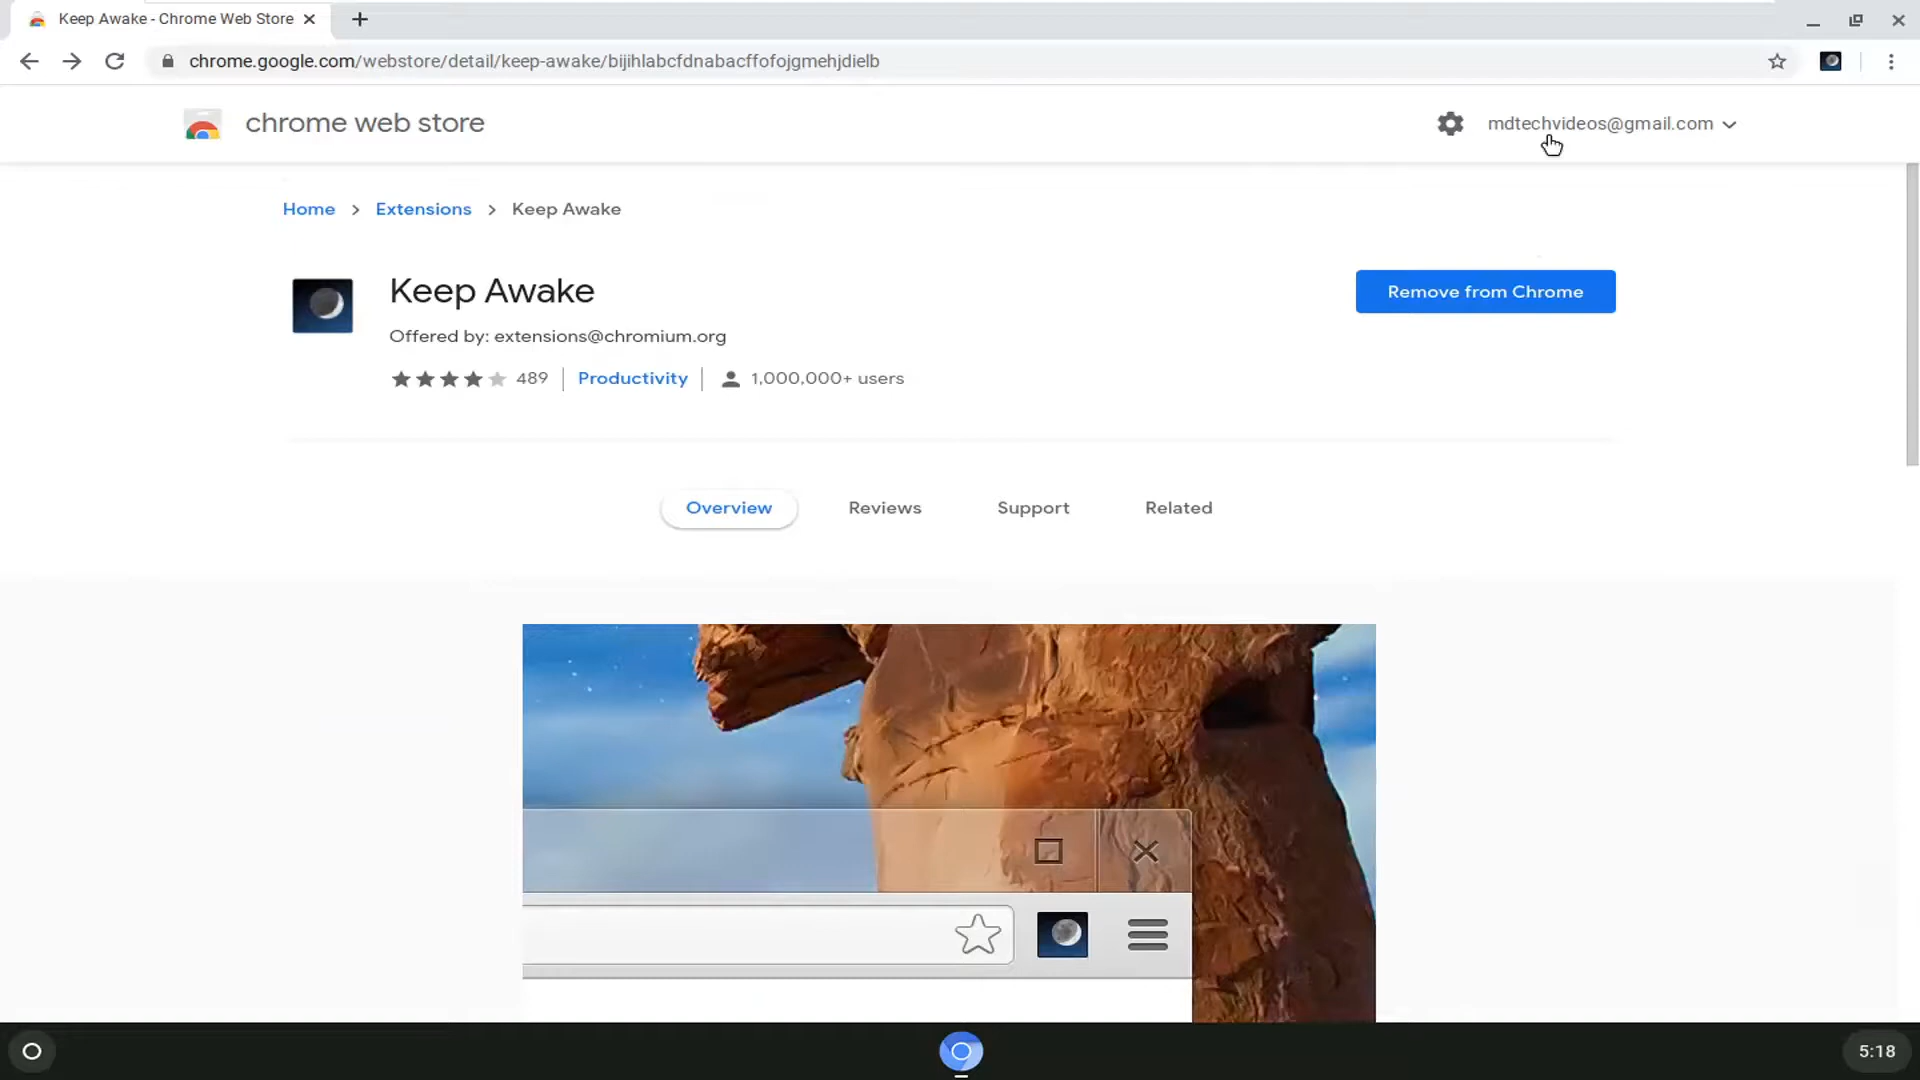 Keep Awake - Chrome Web Store
chrome.google.com/webstore/detail/keep-awake/bijihlabcfdnabacffofojgmehjdielb
chrome web store
mdtechvideos@gmail.com
Home > Extensions > Keep Awake
Keep Awake
Remove from Chrome
Offered by: extensions@chromium.org
489 | Productivity | 1,000,000+ users
Overview Reviews Support Related
5:18